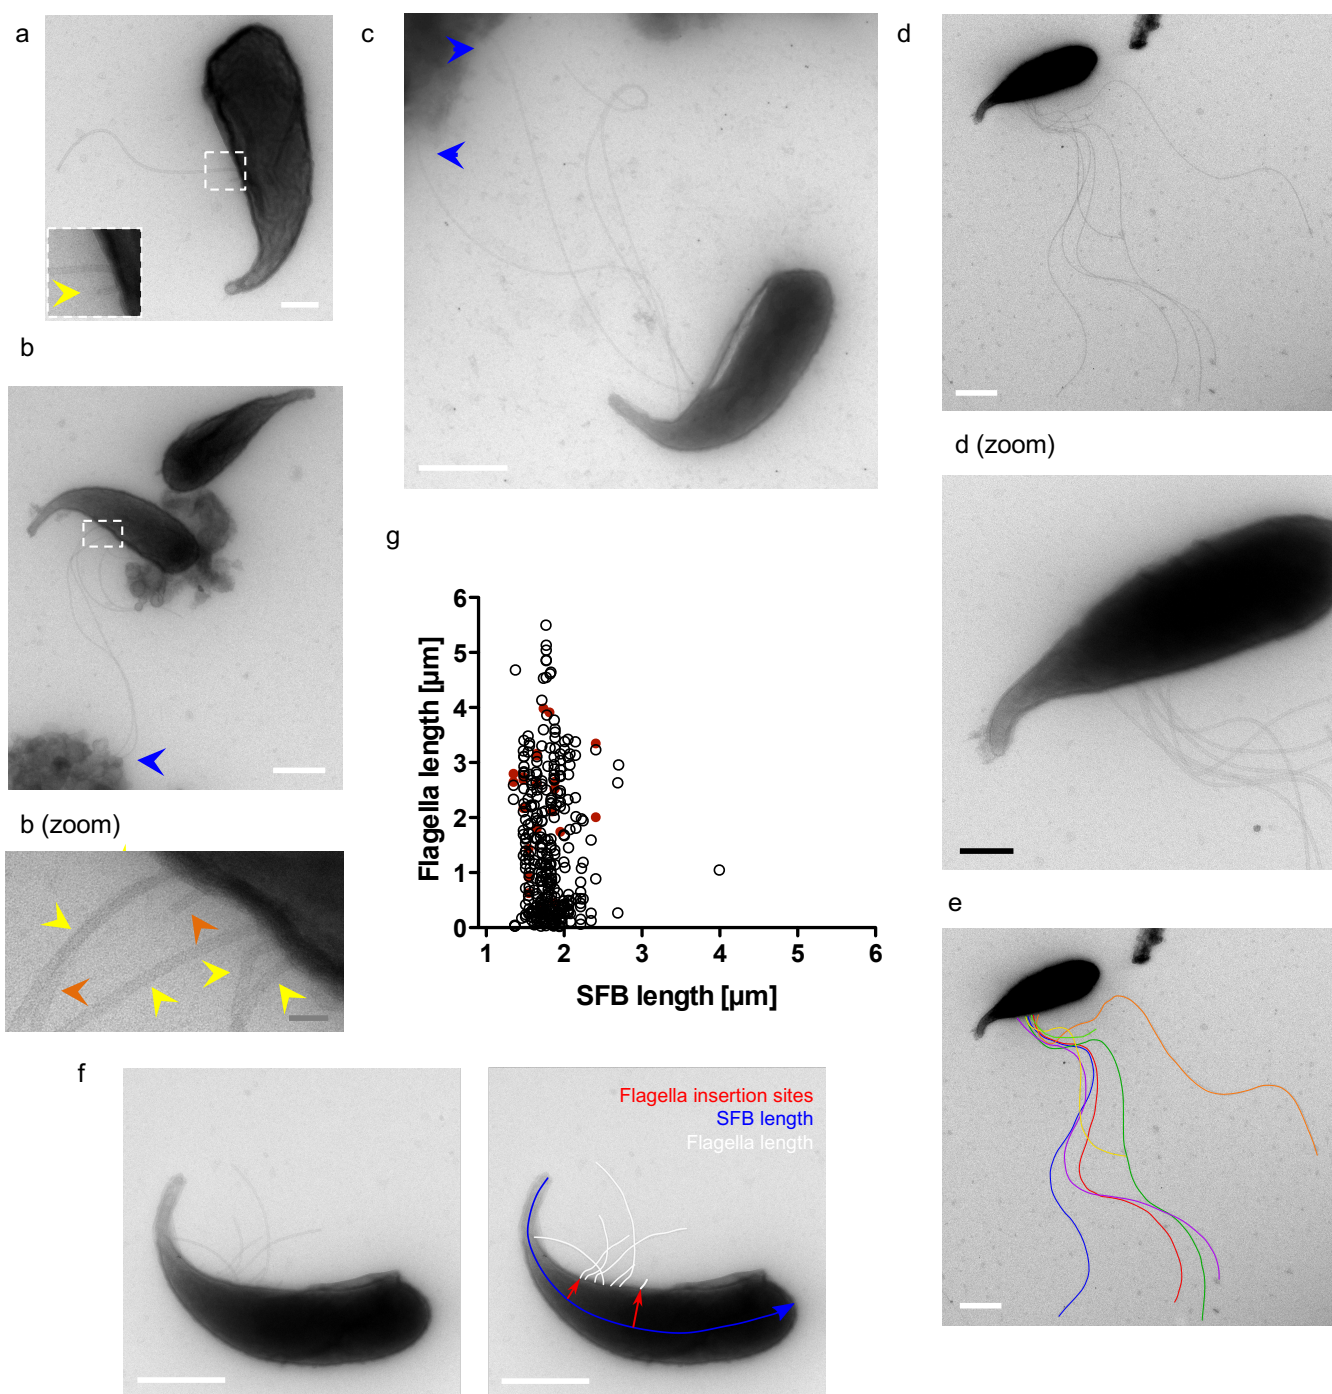 a
c
d
b
d (zoom)
g
6
5
4
3
2
1
0
Flagella length [µm]
1
2
3
4
5
6
SFB length [µm]
b (zoom)
e
f
Flagella insertion sites
SFB length
Flagella length